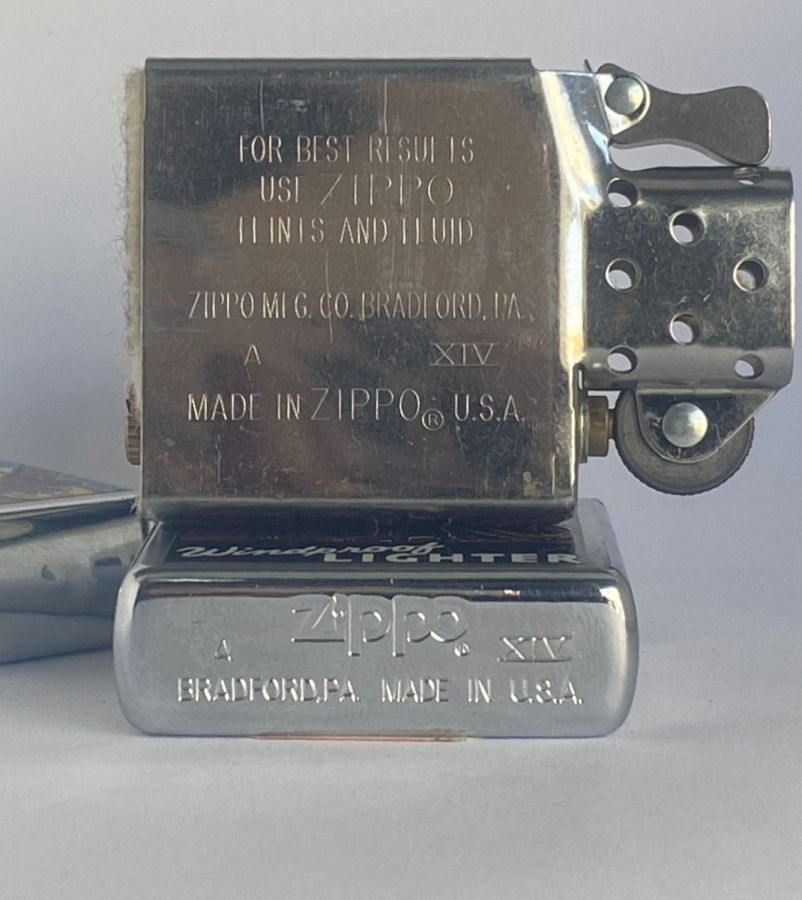 FOR BEST RESULTS
USE ZIPPO
FLINTS AND FLUID
ZIPPO MFG. CO. BRADFORD, PA.
A XIV
MADE IN ZIPPO® U.S.A.
Windproof
LIGHTER
Zippo®
A XIV
BRADFORD,PA. MADE IN U.S.A.